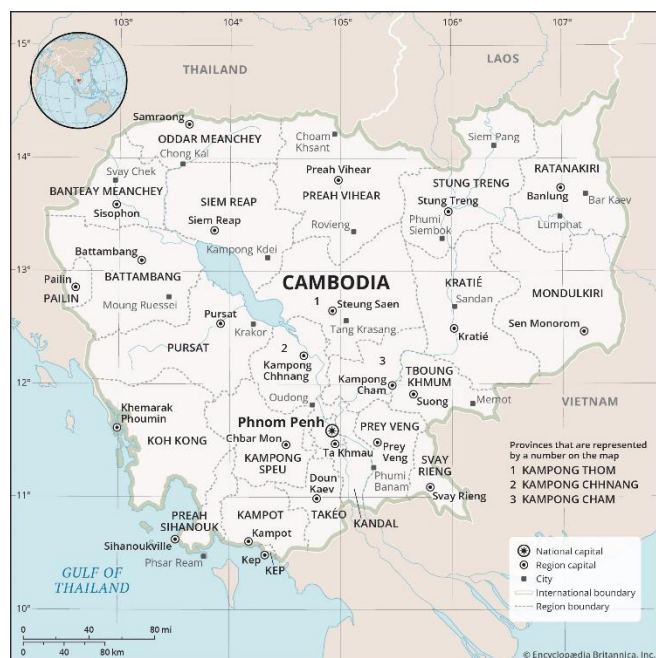 103°
104°
105°
106°
107°
15°
THAILAND
LAOS
Samraong
ODDAR MEANCHEY
Choam
Khsant
Siem Pang
14°
Chong Kal
Svay Chek
Preah Vihear
RATANAKIRI
STUNG TRENG
Banlung
BANTEAY MEANCHEY
SIEM REAP
PREAH VIHEAR
Stung Treng
Bar Kaev
Sisophon
Siem Reap
Rovieng
Phumi
Siembok
Lumphat
Battambang
Kampong Kdei
13°
Pailin
BATTAMBANG
CAMBODIA
KRATIÉ
PAILIN
Moung Ruessei
1
Steung Saen
Sandan
MONDULKIRI
Pursat
Krakor
Tang Krasang
Kratié
Sen Monorom
PURSAT
2
3
Kampong
Chhnang
Kampong
Cham
TBOUNG
KHMUM
12°
Suong
Memot
VIETNAM
Oudong
Khemarak
Phoumin
Phnom Penh
PREY VENG
KOH KONG
Chbar Mon
Ta Khmau
Prey
Veng
KAMPONG
SPEU
SVAY
RIENG
Provinces that are represented
by a number on the map
1 KAMPONG THOM
2 KAMPONG CHHNANG
3 KAMPONG CHAM
Doun
Kaev
Phumi
Banam
11°
Svay Rieng
PREAH
SIHANOUK
KAMPOT
TAKÉO
KANDAL
Sihanoukville
Kampot
Phsar Ream
Kep
KEP
GULF OF
THAILAND
National capital
Region capital
City
International boundary
Region boundary
10°
0 40 80 mi
0 40 80 km
© Encyclopædia Britannica, Inc.